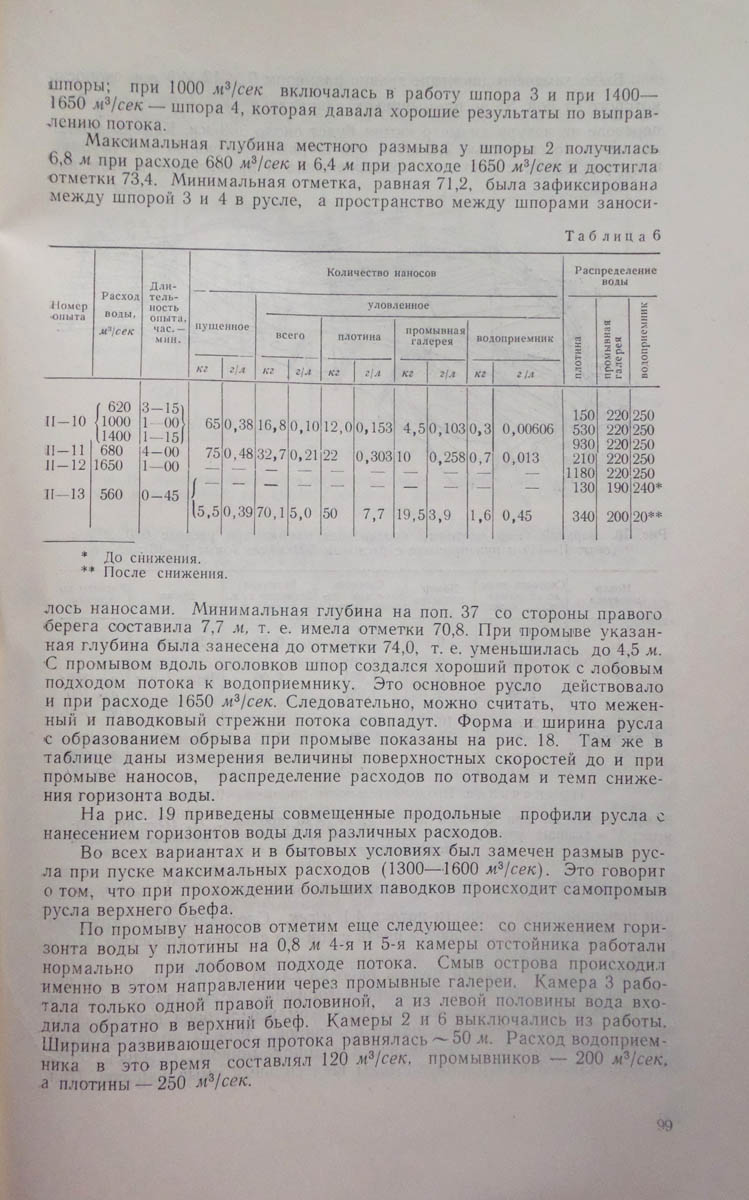 шпоры; при 1000 м³/сек включалась в работу шпора 3 и при 1400—
1650 м³/сек — шпора 4, которая давала хорошие результаты по выправ-
лению потока.
Максимальная глубина местного размыва у шпоры 2 получилась
6,8 м при расходе 680 м³/сек и 6,4 м при расходе 1650 м³/сек и достигла
отметки 73,4. Минимальная отметка, равная 71,2, была зафиксирована
между шпорой 3 и 4 в русле, а пространство между шпорами заноси-
Таблица 6
Номер опыта
Расход воды, м³/сек
Дли-
тель-
ность
опыта,
час.—
мин.
Количество наносов
Распределение воды
пущенное
уловленное
всего
плотина
промывная галерея
водоприемник
плотина
промывная галерея
водоприемник
кг г/л кг г/л кг г/л кг г/л кг г/л
620 3—15 150 220 250
II—10 1000 1—00 65 0,38 16,8 0,10 12,0 0,153 4,5 0,103 0,3 0,00606 530 220 250
1400 1—15 930 220 250
II—11 680 4—00 75 0,48 32,7 0,21 22 0,303 10 0,258 0,7 0,013 210 220 250
II—12 1650 1—00 — — — — — — — — — — 1180 220 250
II—13 560 0—45 — — — — — — — — — — 130 190 240*
15,5 0,39 70,1 5,0 50 7,7 19,5 3,9 1,6 0,45 340 200 20**
* До снижения.
** После снижения.
лось наносами. Минимальная глубина на поп. 37 со стороны правого
берега составила 7,7 м, т. е. имела отметки 70,8. При промыве указан-
ная глубина была занесена до отметки 74,0, т. е. уменьшилась до 4,5 м.
С промывом вдоль оголовков шпор создался хороший проток с лобовым
подходом потока к водоприемнику. Это основное русло действовало
и при расходе 1650 м³/сек. Следовательно, можно считать, что межен-
ный и паводковый стрежни потока совпадут. Форма и ширина русла
с образованием обрыва при промыве показаны на рис. 18. Там же в
таблице даны измерения величины поверхностных скоростей до и при
промыве наносов, распределение расходов по отводам и темп сниже-
ния горизонта воды.
На рис. 19 приведены совмещенные продольные профили русла с
нанесением горизонтов воды для различных расходов.
Во всех вариантах и в бытовых условиях был замечен размыв рус-
ла при пуске максимальных расходов (1300—1600 м³/сек). Это говорит
о том, что при прохождении больших паводков происходит самопромыв
русла верхнего бьефа.
По промыву наносов отметим еще следующее: со снижением гори-
зонта воды у плотины на 0,8 м 4-я и 5-я камеры отстойника работали
нормально при лобовом подходе потока. Смыв острова происходил
именно в этом направлении через промывные галереи. Камера 3 рабо-
тала только одной правой половиной, а из левой половины вода вхо-
дила обратно в верхний бьеф. Камеры 2 и 6 выключались из работы.
Ширина развивающегося протока равнялась ~ 50 м. Расход водоприем-
ника в это время составлял 120 м³/сек, промывников — 200 м³/сек,
а плотины — 250 м³/сек.
99